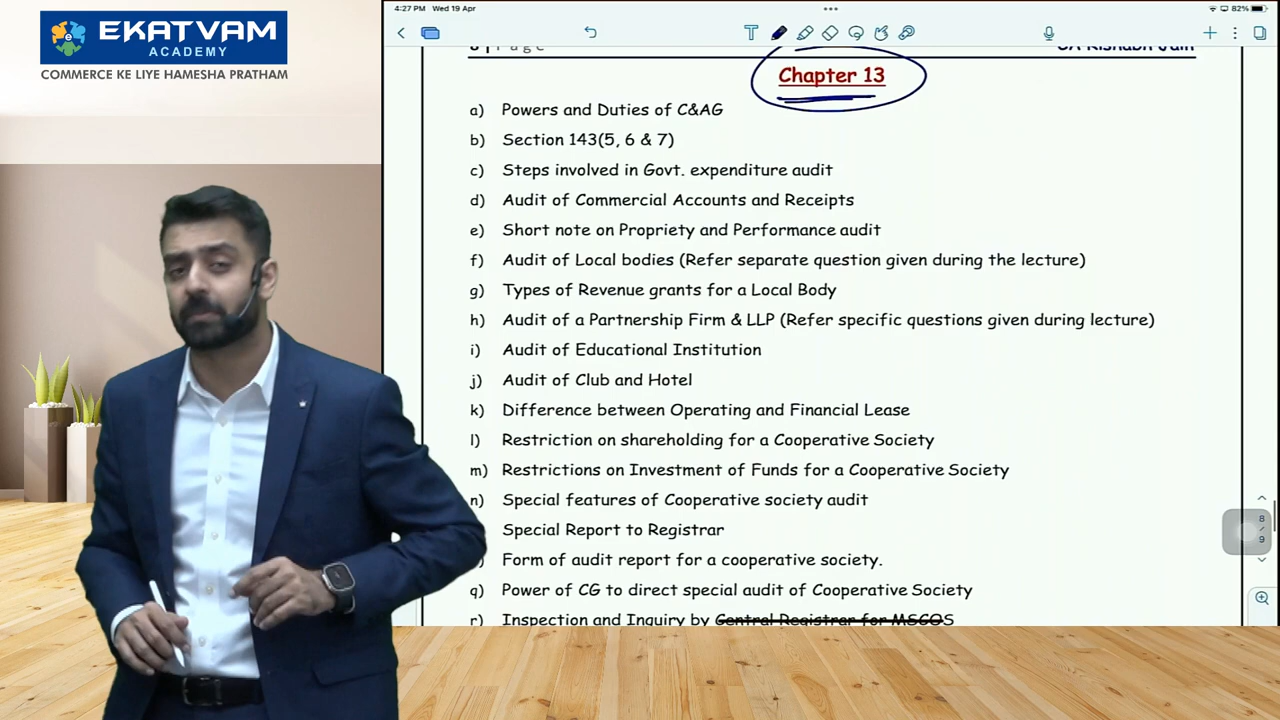 EKATVAM
ACADEMY
COMMERCE KE LIYE HAMESHA PRATHAM
4:27 PM Wed 19 Apr
82%
Page
CA Rishabh Jain
Chapter 13
a) Powers and Duties of C&AG
b) Section 143(5, 6 & 7)
c) Steps involved in Govt. expenditure audit
d) Audit of Commercial Accounts and Receipts
e) Short note on Propriety and Performance audit
f) Audit of Local bodies (Refer separate question given during the lecture)
g) Types of Revenue grants for a Local Body
h) Audit of a Partnership Firm & LLP (Refer specific questions given during lecture)
i) Audit of Educational Institution
j) Audit of Club and Hotel
k) Difference between Operating and Financial Lease
l) Restriction on shareholding for a Cooperative Society
m) Restrictions on Investment of Funds for a Cooperative Society
n) Special features of Cooperative society audit
Special Report to Registrar
) Form of audit report for a cooperative society.
q) Power of CG to direct special audit of Cooperative Society
r) Inspection and Inquiry by Central Registrar for MSCOS
8
/
9